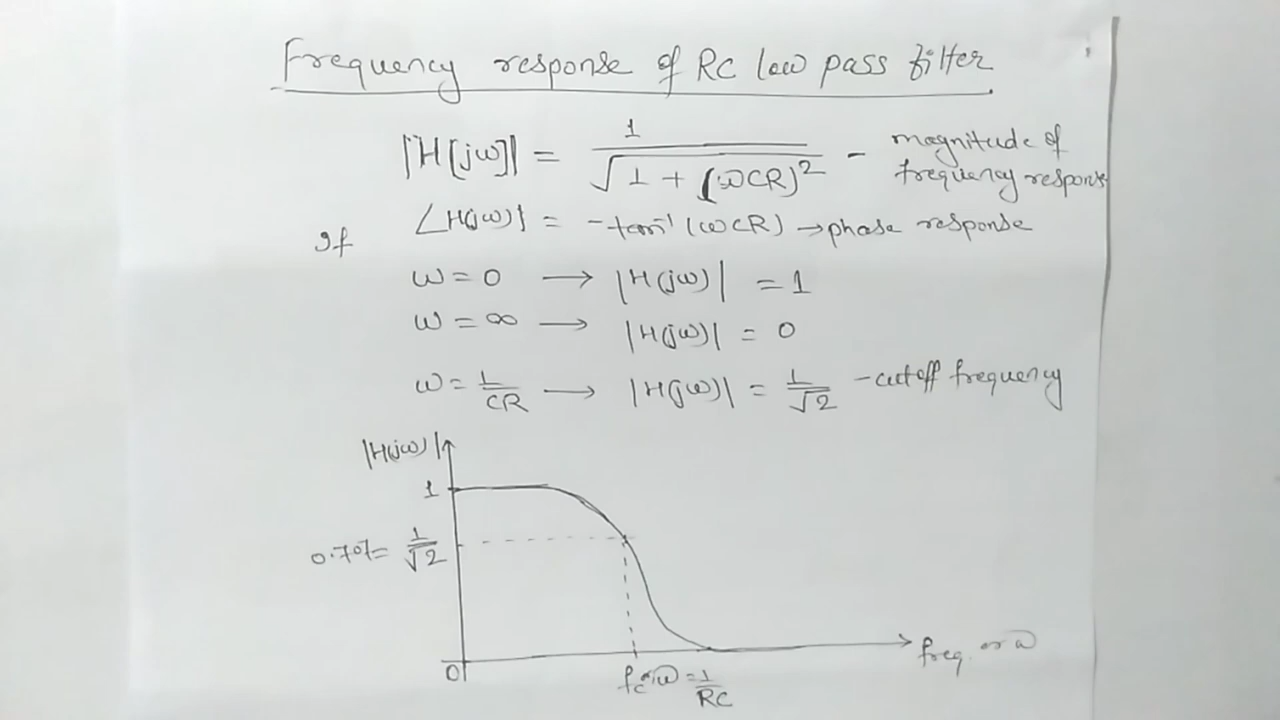 Frequency response of RC low pass filter
|H[jω]| = 1/√(1 + (ωCR)²) - magnitude of frequency response
∠H(jω)| = -tan⁻¹(ωCR) → phase response
If
ω = 0 → |H(jω)| = 1
ω = ∞ → |H(jω)| = 0
ω = 1/CR → |H(jω)| = 1/√2 - cutoff frequency
|H(jω)|
1
0.707 = 1/√2
0
freq. or ω
fc or ω = 1/RC